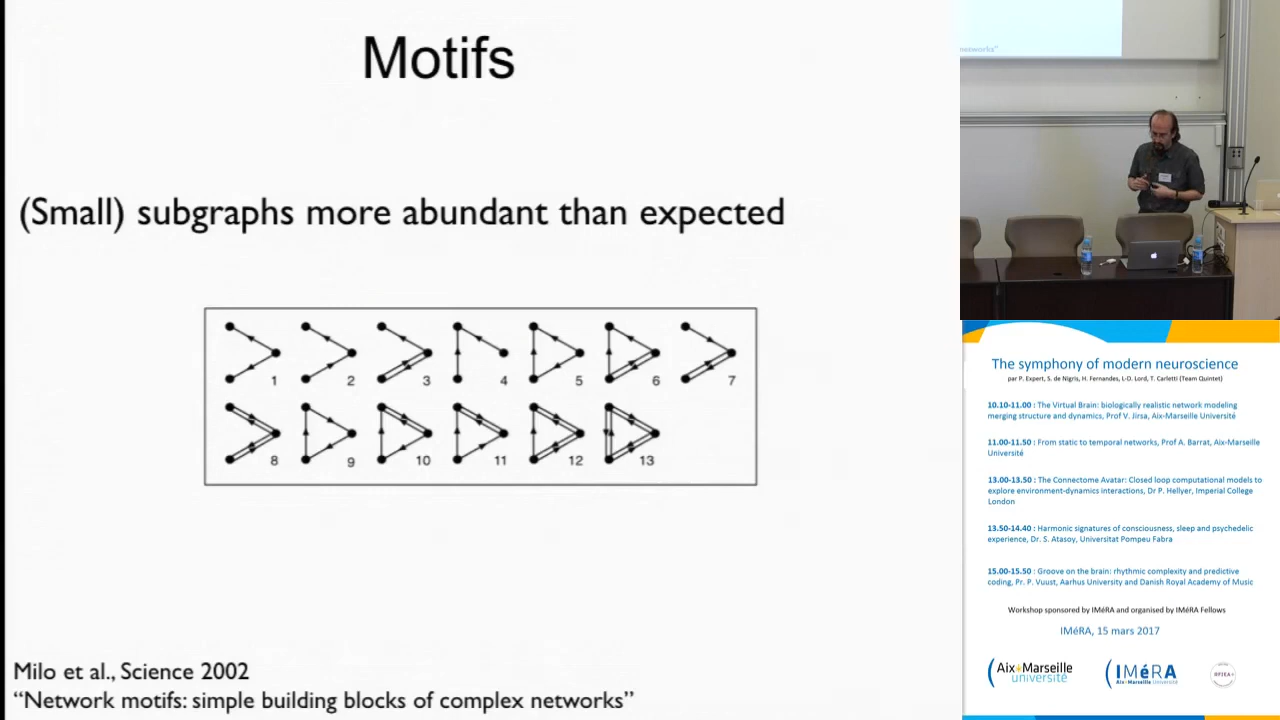 Motifs
(Small) subgraphs more abundant than expected
1 2 3 4 5 6 7
8 9 10 11 12 13
Milo et al., Science 2002
“Network motifs: simple building blocks of complex networks”
networks”
The symphony of modern neuroscience
par P. Expert, S. de Nigris, H. Fernandes, L-D. Lord, T. Carletti (Team Quintet)
10.10-11.00 : The Virtual Brain: biologically realistic network modeling
merging structure and dynamics, Prof V. Jirsa, Aix-Marseille Université
11.00-11.50 : From static to temporal networks, Prof A. Barrat, Aix-Marseille
Université
13.00-13.50 : The Connectome Avatar: Closed loop computational models to
explore environment-dynamics interactions, Dr P. Hellyer, Imperial College
London
13.50-14.40 : Harmonic signatures of consciousness, sleep and psychedelic
experience, Dr. S. Atasoy, Universitat Pompeu Fabra
15.00-15.50 : Groove on the brain: rhythmic complexity and predictive
coding, Pr. P. Vuust, Aarhus University and Danish Royal Academy of Music
Workshop sponsored by IMéRA and organised by IMéRA Fellows
IMéRA, 15 mars 2017
Aix*Marseille
université
IMéRA
Aix·Marseille Université